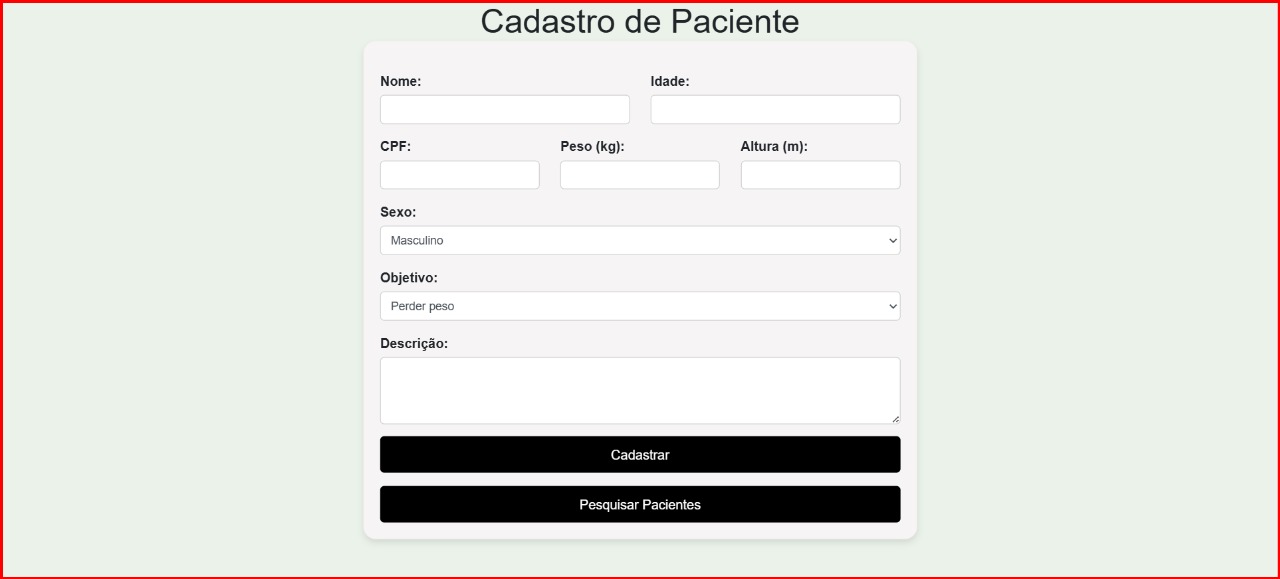 Cadastro de Paciente
Nome: Idade:
CPF: Peso (kg): Altura (m):
Sexo:
Masculino
Objetivo:
Perder peso
Descrição:
Cadastrar
Pesquisar Pacientes